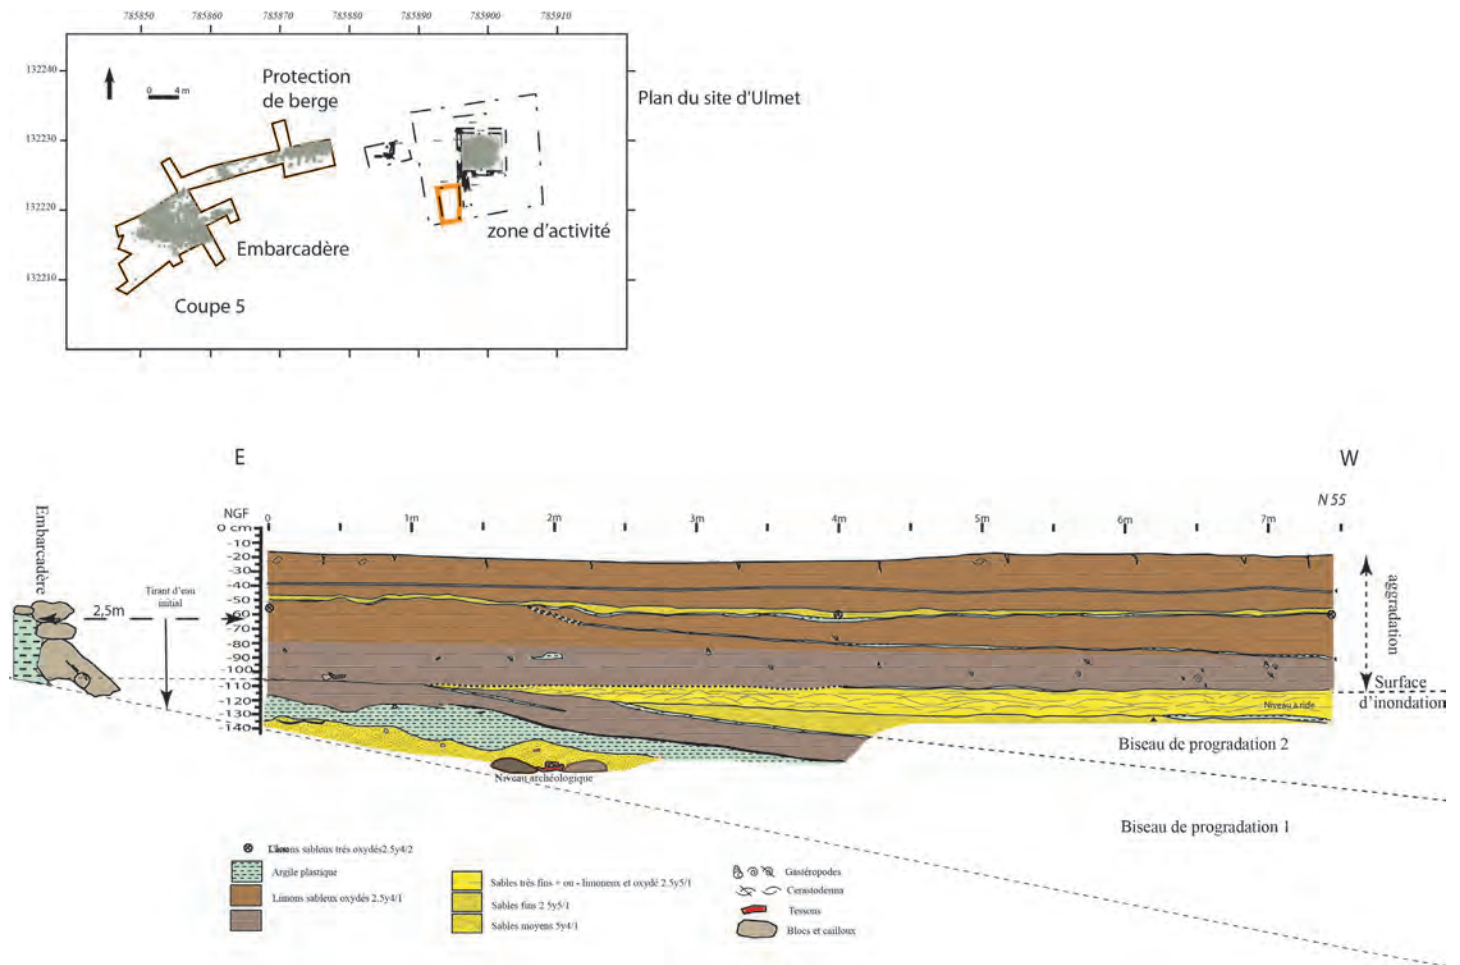 785850 785860 785870 785880 785890 785900 785910
132240
132230
132220
132210
0 4 m
Protection
de berge
Plan du site d'Ulmet
zone d'activité
Embarcadère
Coupe 5
E
W
N 55
Embarcadère
NGF
0 1m 2m 3m 4m 5m 6m 7m
0 cm
-10
-20
-30
-40
-50
-60
-70
-80
-90
-100
-110
-120
-130
-140
Tirant d'eau
initial
2,5m
aggradation
Surface
d'inondation
Niveau à ride
Niveau archéologique
Biseau de progradation 2
Biseau de progradation 1
Limons sableux très oxydés2.5y4/2
Argile plastique
Limons sableux oxydés 2.5y4/1
Sables très fins + ou - limoneux et oxydé 2.5y5/1
Sables fins 2 5y5/1
Sables moyens 5y4/1
Gastéropodes
Cerastodenna
Tessons
Blocs et cailloux